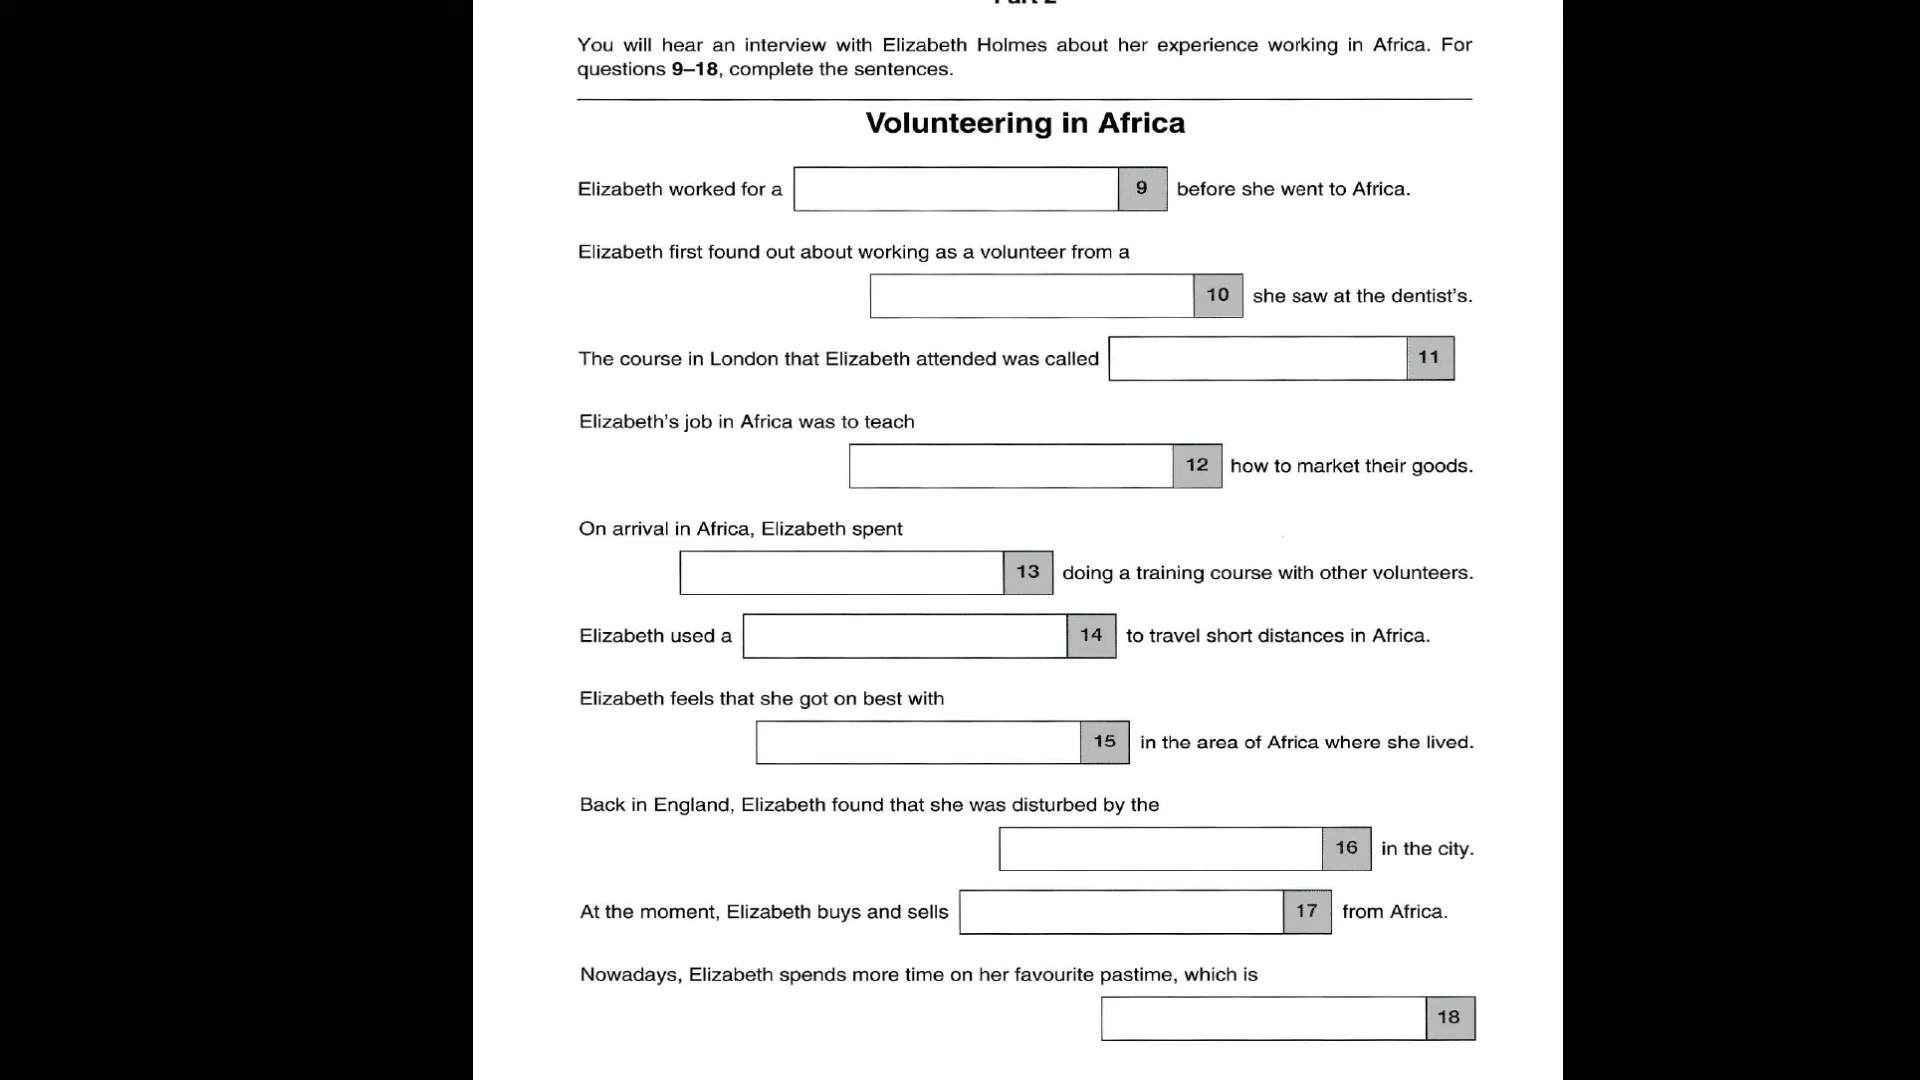 Part 2
You will hear an interview with Elizabeth Holmes about her experience working in Africa. For
questions 9–18, complete the sentences.
Volunteering in Africa
Elizabeth worked for a 9 before she went to Africa.
Elizabeth first found out about working as a volunteer from a
10 she saw at the dentist's.
The course in London that Elizabeth attended was called 11
Elizabeth's job in Africa was to teach
12 how to market their goods.
On arrival in Africa, Elizabeth spent
13 doing a training course with other volunteers.
Elizabeth used a 14 to travel short distances in Africa.
Elizabeth feels that she got on best with
15 in the area of Africa where she lived.
Back in England, Elizabeth found that she was disturbed by the
16 in the city.
At the moment, Elizabeth buys and sells 17 from Africa.
Nowadays, Elizabeth spends more time on her favourite pastime, which is
18